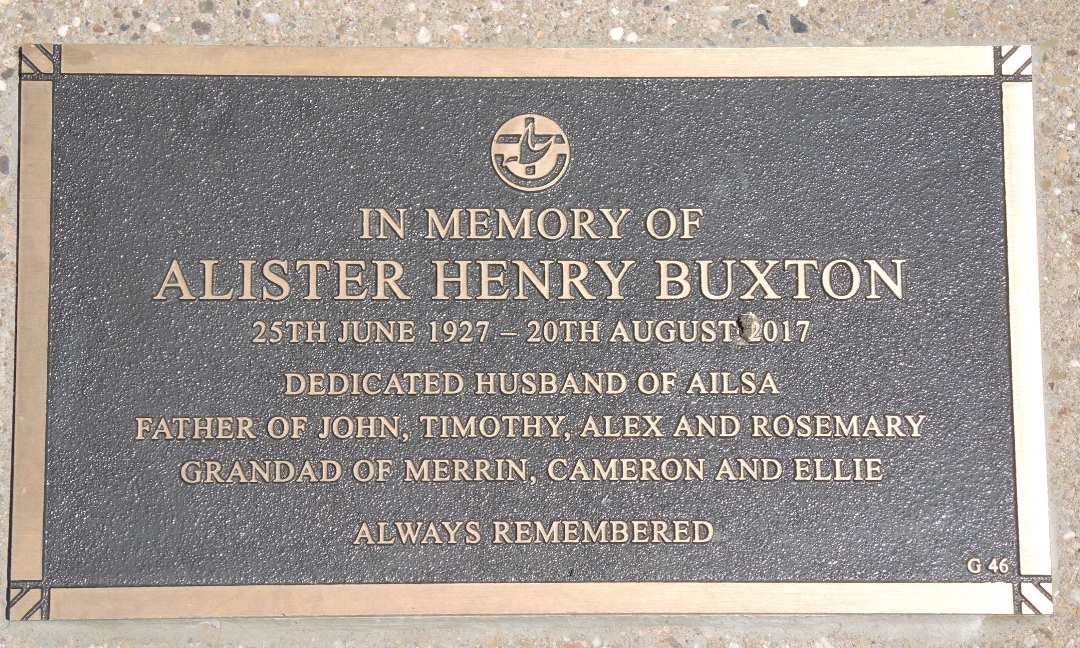 IN MEMORY OF
ALISTER HENRY BUXTON
25TH JUNE 1927 – 20TH AUGUST 2017
DEDICATED HUSBAND OF AILSA
FATHER OF JOHN, TIMOTHY, ALEX AND ROSEMARY
GRANDAD OF MERRIN, CAMERON AND ELLIE
ALWAYS REMEMBERED
G 46